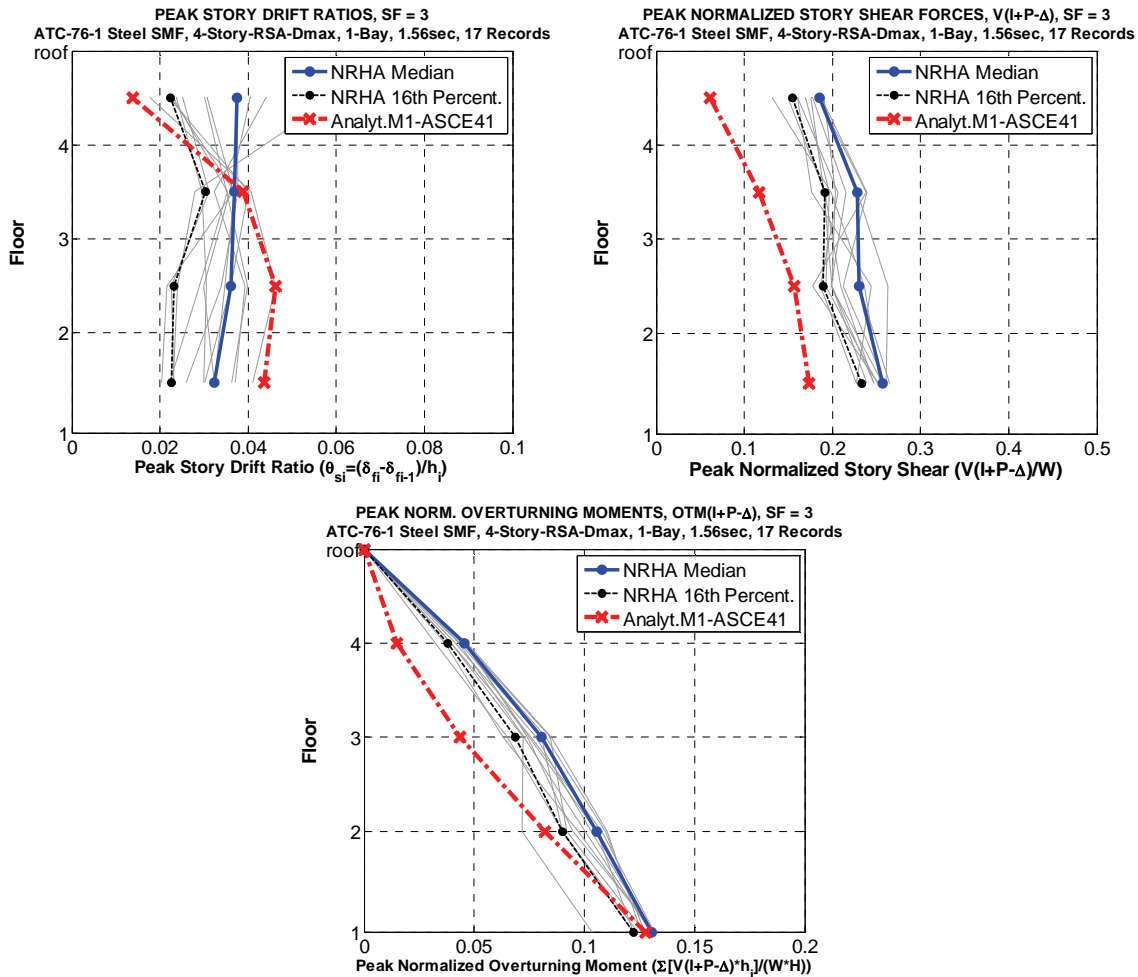 PEAK STORY DRIFT RATIOS, SF = 3
ATC-76-1 Steel SMF, 4-Story-RSA-Dmax, 1-Bay, 1.56sec, 17 Records
roof
4
3
2
1
Floor
NRHA Median
NRHA 16th Percent.
Analyt.M1-ASCE41
0.02 0.04 0.06 0.08 0.1
Peak Story Drift Ratio (θsi=(δfi-δfi-1)/hi)
PEAK NORMALIZED STORY SHEAR FORCES, V(I+P-Δ), SF = 3
ATC-76-1 Steel SMF, 4-Story-RSA-Dmax, 1-Bay, 1.56sec, 17 Records
roof
4
3
2
1
Floor
NRHA Median
NRHA 16th Percent.
Analyt.M1-ASCE41
0.1 0.2 0.3 0.4 0.5
Peak Normalized Story Shear (V(I+P-Δ)/W)
PEAK NORM. OVERTURNING MOMENTS, OTM(I+P-Δ), SF = 3
ATC-76-1 Steel SMF, 4-Story-RSA-Dmax, 1-Bay, 1.56sec, 17 Records
roof
4
3
2
1
Floor
NRHA Median
NRHA 16th Percent.
Analyt.M1-ASCE41
0 0.05 0.1 0.15 0.2
Peak Normalized Overturning Moment (Σ[V(I+P-Δ)*hi]/(W*H))